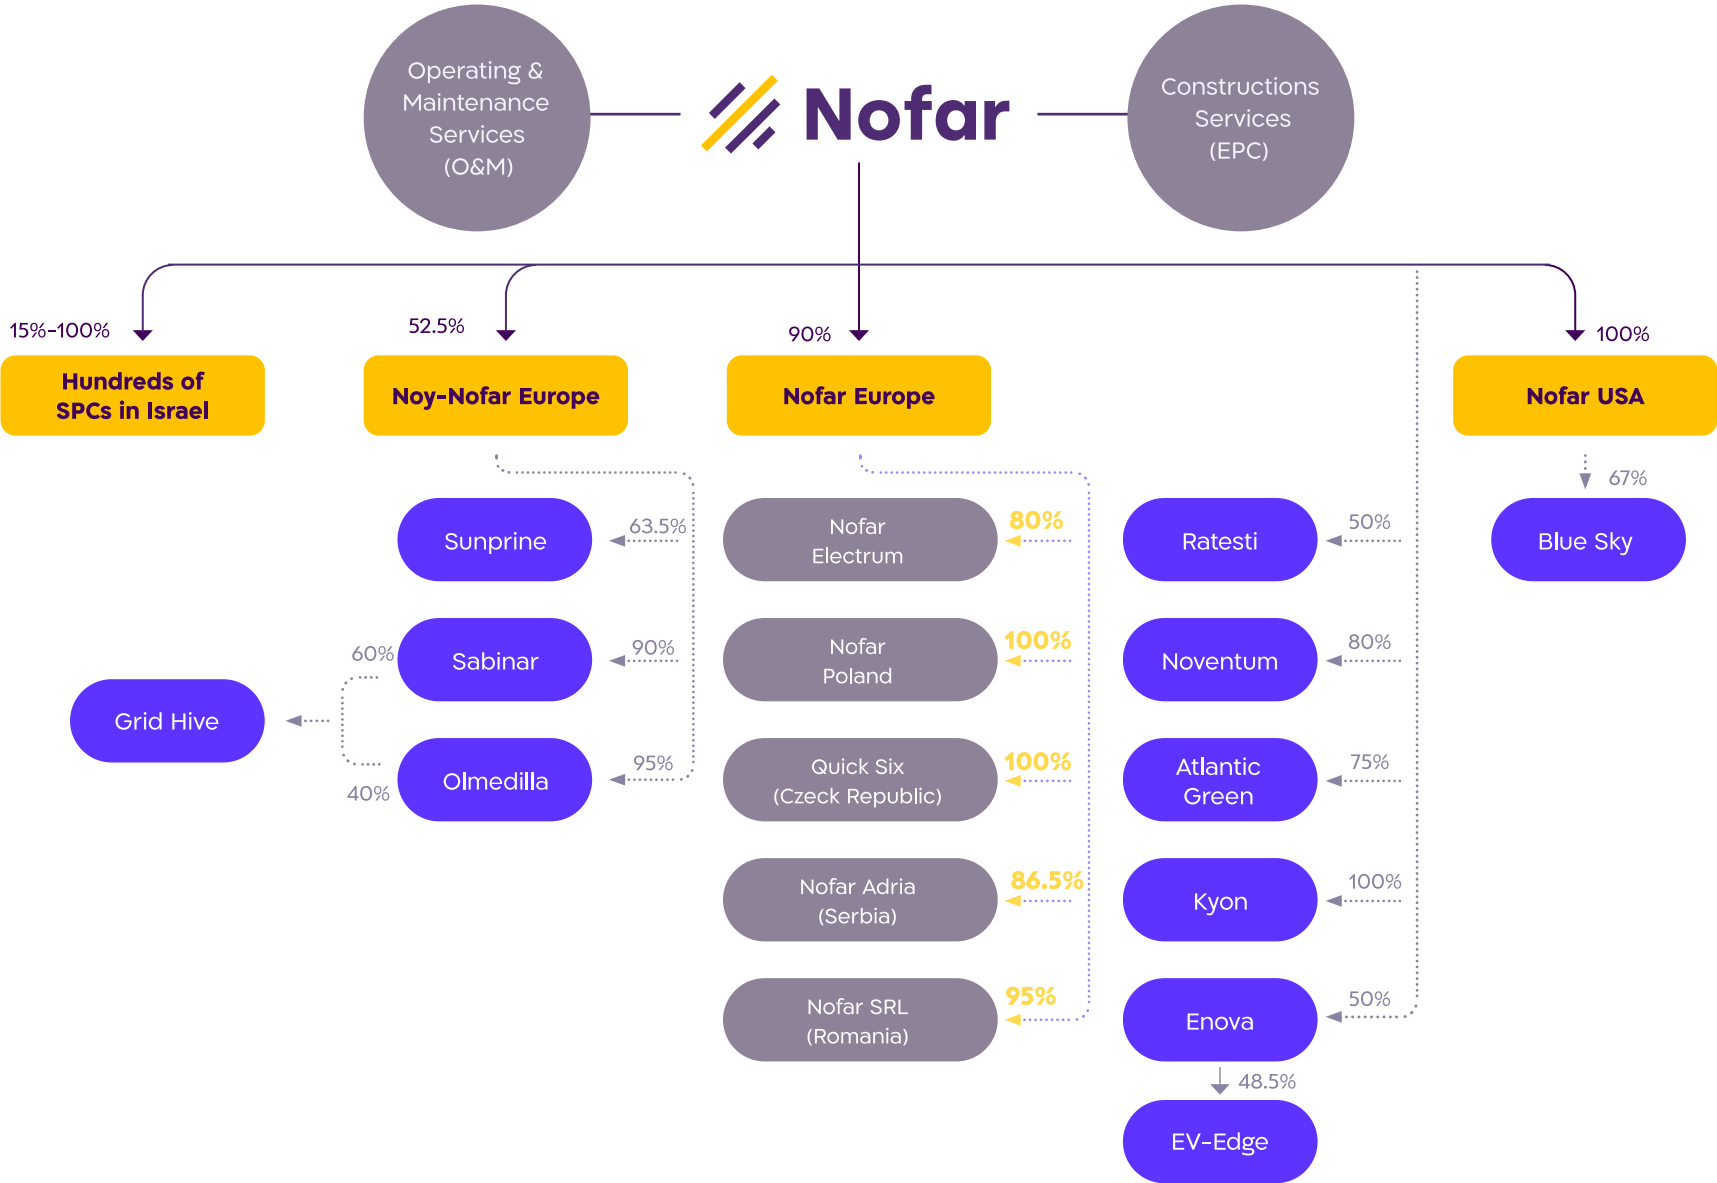 Operating &
Maintenance
Services
(O&M)
Nofar
Constructions
Services
(EPC)
15%-100%
52.5%
90%
100%
Hundreds of
SPCs in Israel
Noy-Nofar Europe
Nofar Europe
Nofar USA
67%
Sunprine
63.5%
Nofar
Electrum
80%
Ratesti
50%
Blue Sky
60%
Sabinar
90%
Nofar
Poland
100%
Noventum
80%
Grid Hive
40%
Olmedilla
95%
Quick Six
(Czeck Republic)
100%
Atlantic
Green
75%
Nofar Adria
(Serbia)
86.5%
Kyon
100%
Nofar SRL
(Romania)
95%
Enova
50%
48.5%
EV-Edge